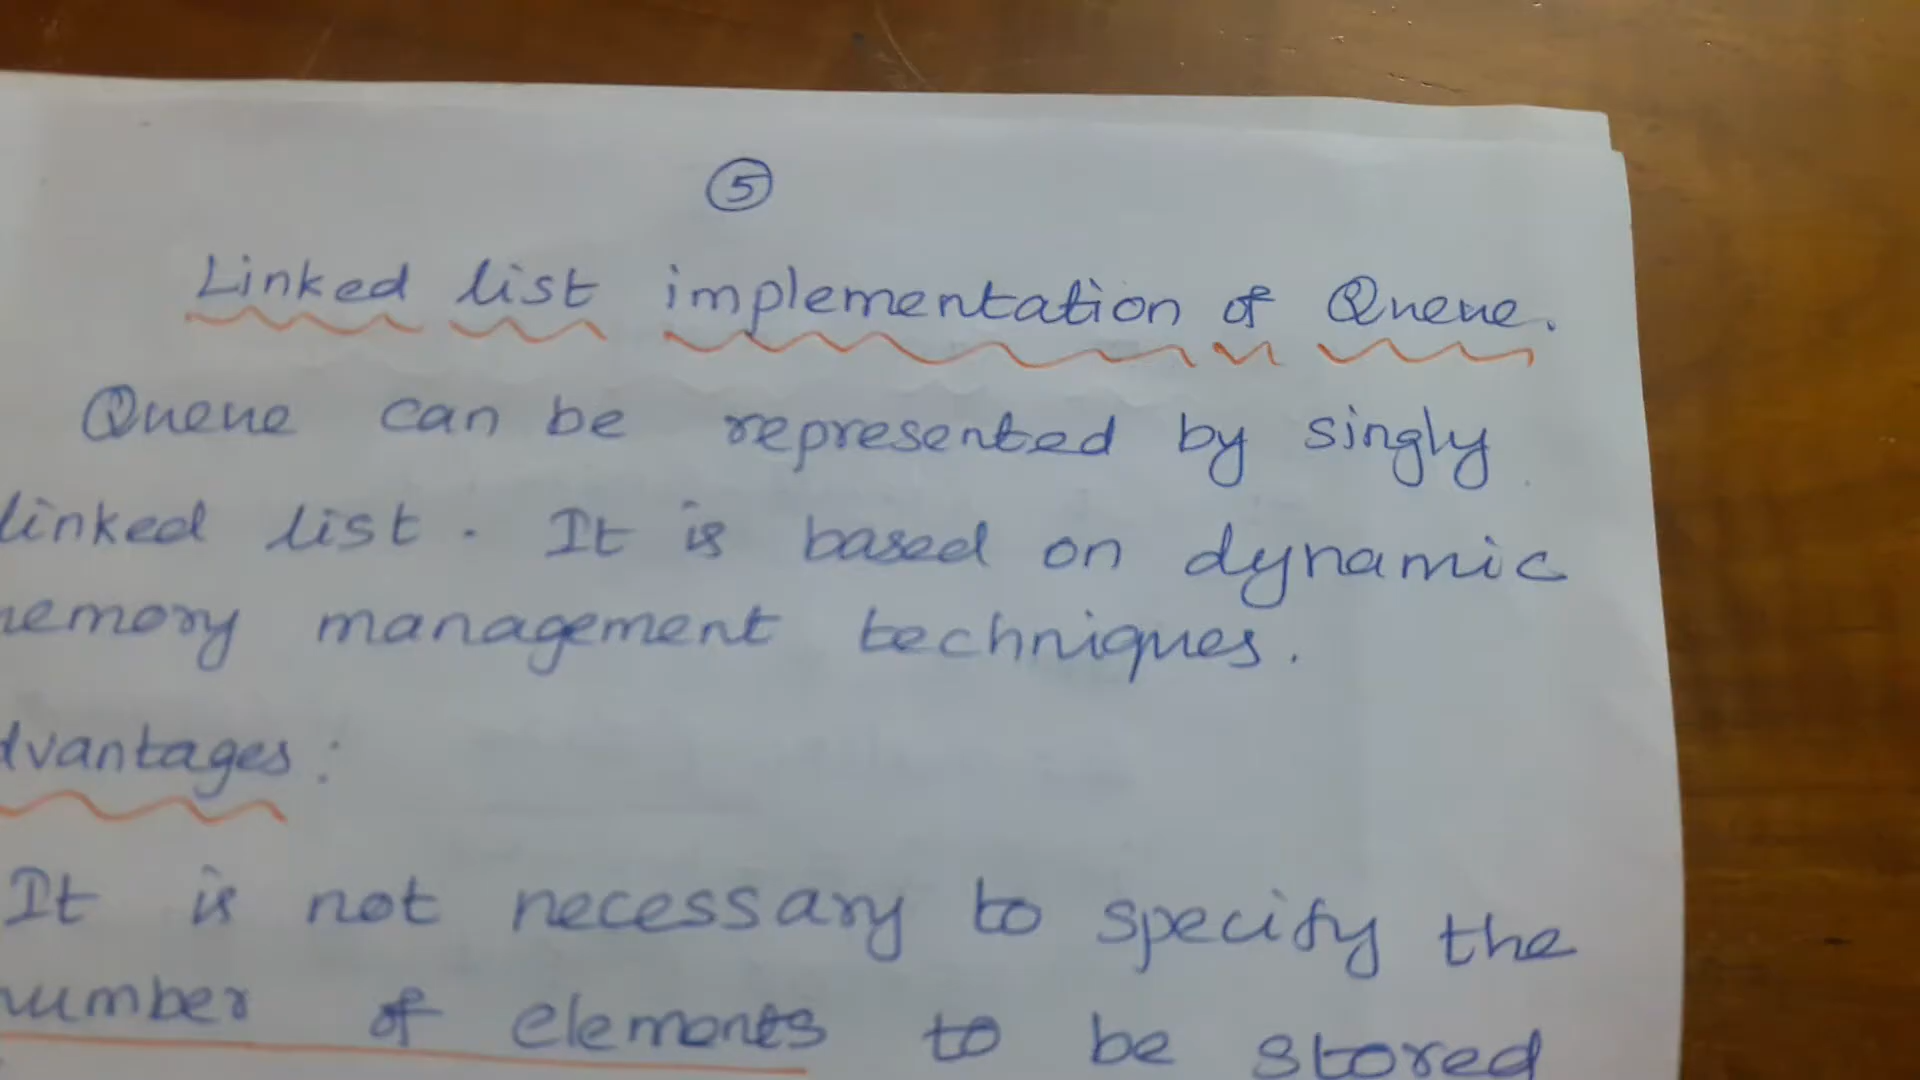 5
Linked list implementation of Queue.
Queue can be represented by singly
linked list. It is based on dynamic
memory management techniques.
dvantages:
It is not necessary to specify the
number of elements to be stored